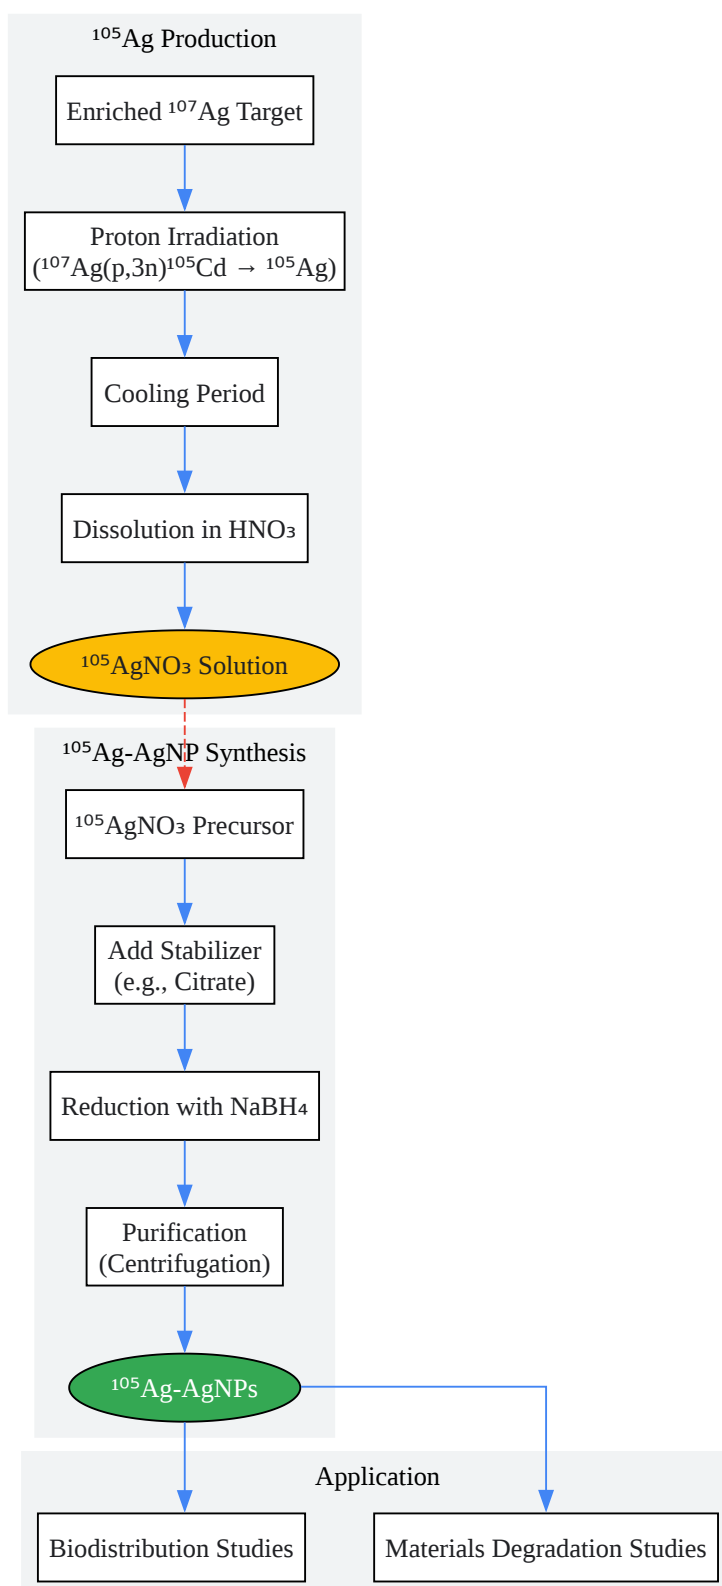 ¹⁰⁵Ag Production
Enriched ¹⁰⁷Ag Target
Proton Irradiation
(¹⁰⁷Ag(p,3n)¹⁰⁵Cd → ¹⁰⁵Ag)
Cooling Period
Dissolution in HNO₃
¹⁰⁵AgNO₃ Solution
¹⁰⁵Ag-AgNP Synthesis
¹⁰⁵AgNO₃ Precursor
Add Stabilizer
(e.g., Citrate)
Reduction with NaBH₄
Purification
(Centrifugation)
¹⁰⁵Ag-AgNPs
Application
Biodistribution Studies
Materials Degradation Studies